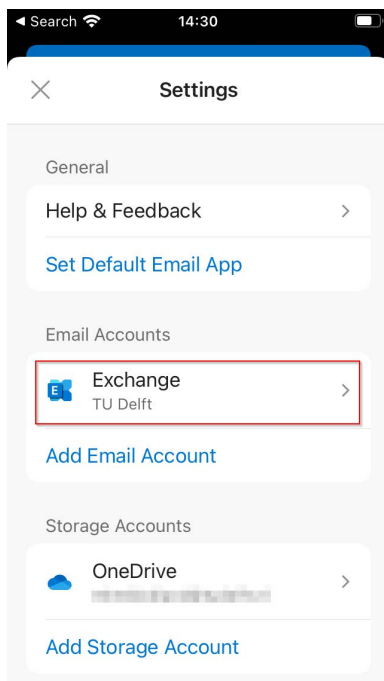 Search 14:30
Settings
General
Help & Feedback
Set Default Email App
Email Accounts
E Exchange
TU Delft
Add Email Account
Storage Accounts
OneDrive
Add Storage Account